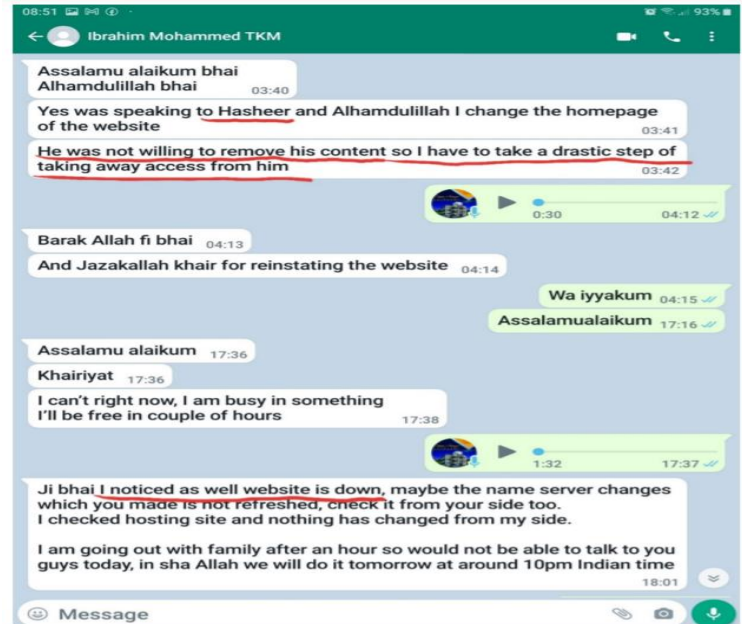 08:51
93%
Ibrahim Mohammed TKM
Assalamu alaikum bhai
Alhamdulillah bhai
03:40
Yes was speaking to Hasheer and Alhamdulillah I change the homepage
of the website
03:41
He was not willing to remove his content so I have to take a drastic step of
taking away access from him
03:42
0:30 04:12
Barak Allah fi bhai 04:13
And Jazakallah khair for reinstating the website 04:14
Wa iyyakum 04:15
Assalamualaikum 17:16
Assalamu alaikum 17:36
Khairiyat 17:36
I can't right now, I am busy in something
I'll be free in couple of hours
17:38
1:32 17:37
Ji bhai I noticed as well website is down, maybe the name server changes
which you made is not refreshed, check it from your side too.
I checked hosting site and nothing has changed from my side.
I am going out with family after an hour so would not be able to talk to you
guys today, in sha Allah we will do it tomorrow at around 10pm Indian time
18:01
Message